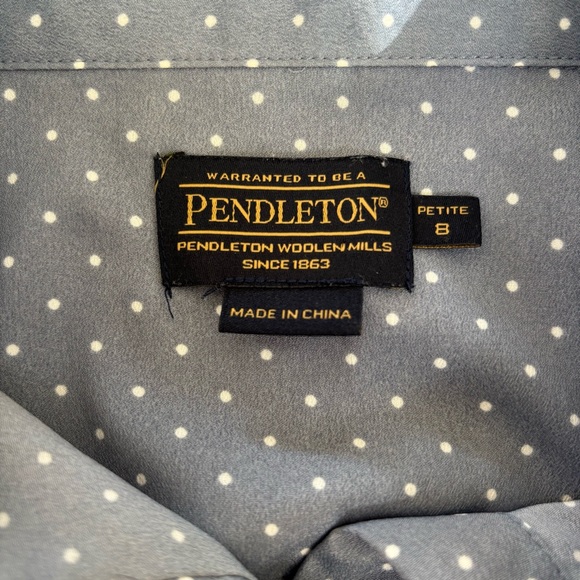 WARRANTED TO BE A
PENDLETON®
PENDLETON WOOLEN MILLS
SINCE 1863
PETITE
8
MADE IN CHINA